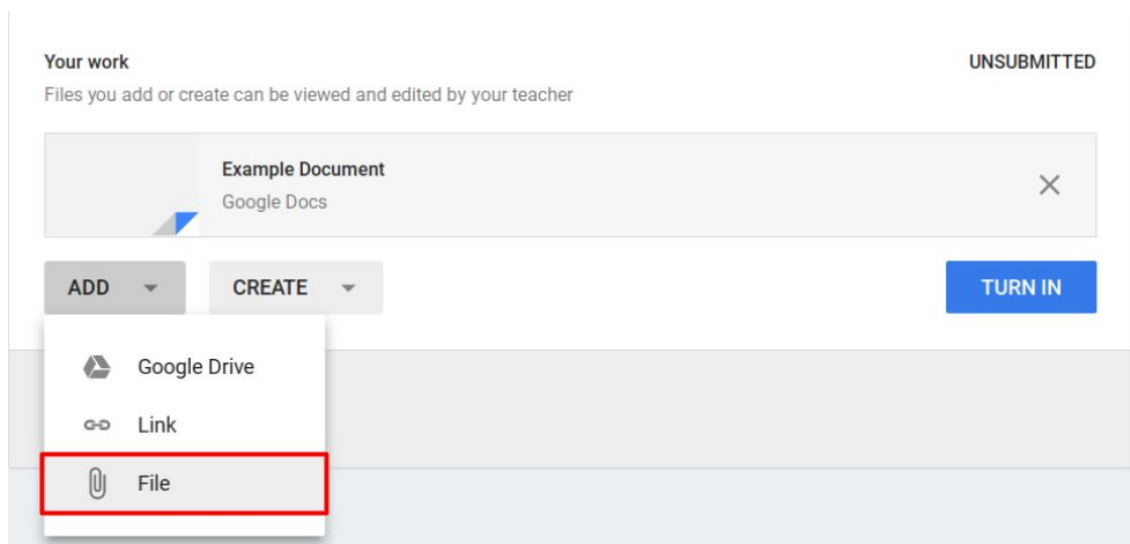 Your work
UNSUBMITTED
Files you add or create can be viewed and edited by your teacher
Example Document
Google Docs
ADD
CREATE
TURN IN
Google Drive
Link
File